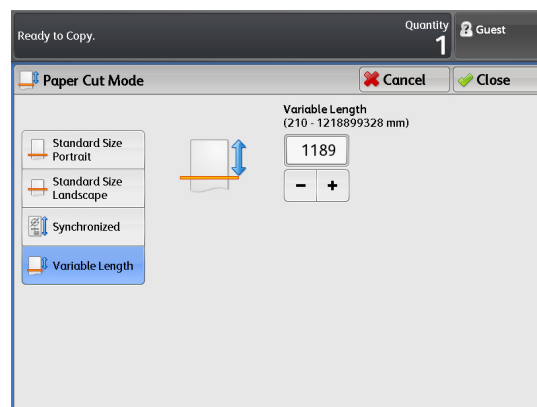 Ready to Copy.
Quantity
1
Guest
Paper Cut Mode
Cancel
Close
Variable Length
(210 - 1218899328 mm)
1189
- +
Standard Size
Portrait
Standard Size
Landscape
Synchronized
Variable Length